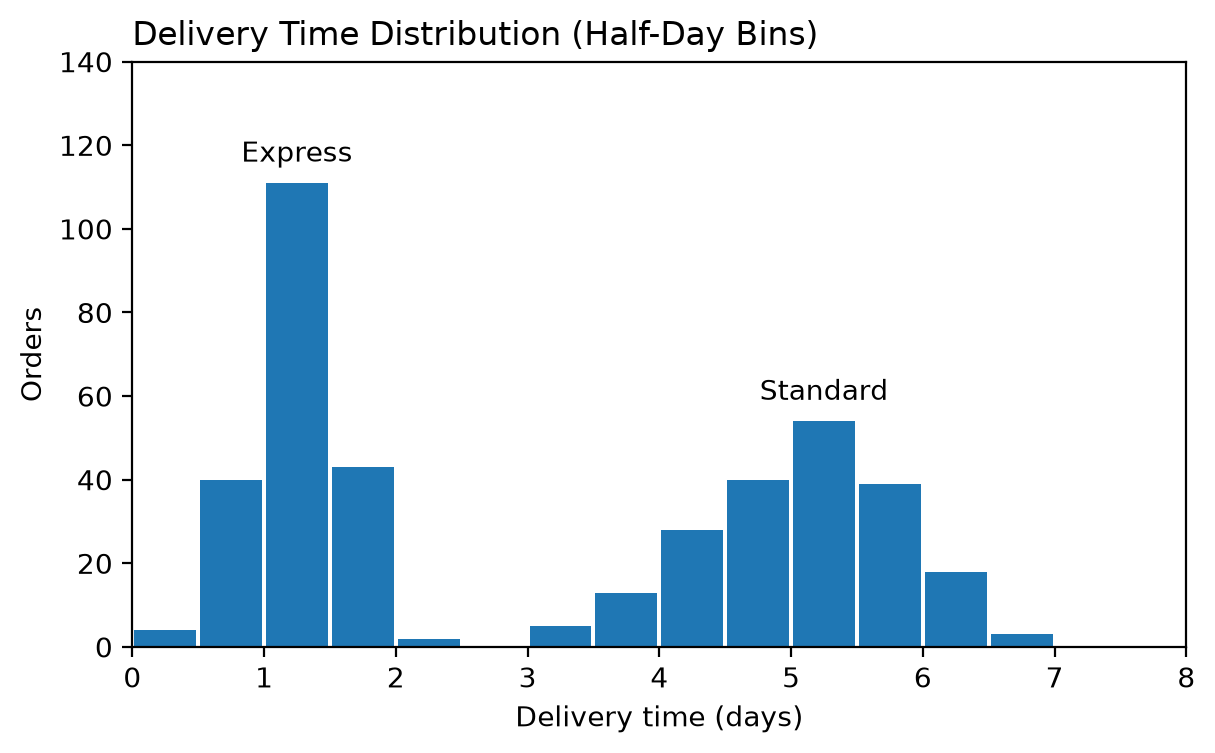 Delivery Time Distribution (Half-Day Bins)
140
120
100
80
60
40
20
0
Orders
Express
Standard
0 1 2 3 4 5 6 7 8
Delivery time (days)